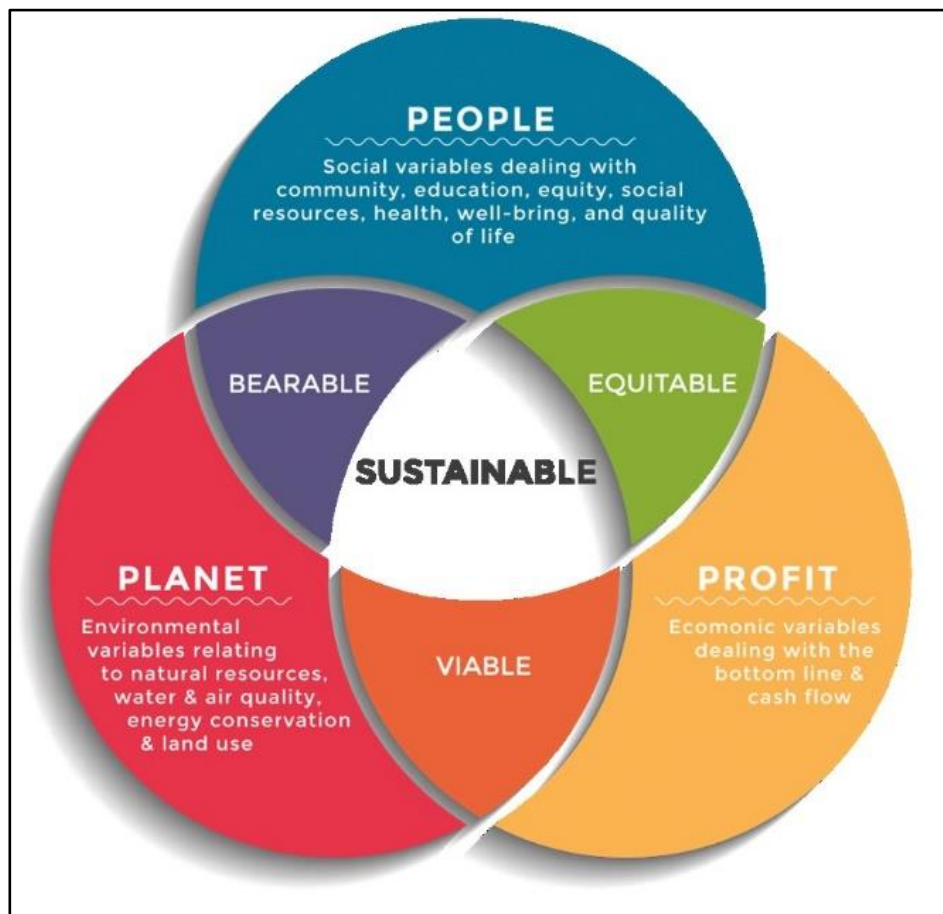 PEOPLE
Social variables dealing with
community, education, equity, social
resources, health, well-bring, and quality
of life
BEARABLE
EQUITABLE
SUSTAINABLE
PLANET
Environmental
variables relating
to natural resources,
water & air quality,
energy conservation
& land use
VIABLE
PROFIT
Ecomonic variables
dealing with the
bottom line &
cash flow